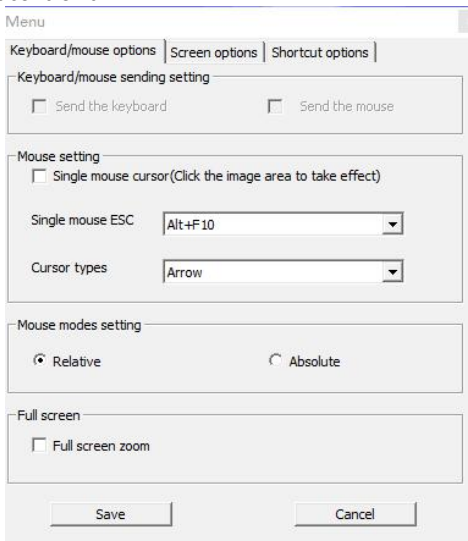 Menu
Keyboard/mouse options Screen options Shortcut options
Keyboard/mouse sending setting
Send the keyboard Send the mouse
Mouse setting
Single mouse cursor(Click the image area to take effect)
Single mouse ESC Alt+F10
Cursor types Arrow
Mouse modes setting
Relative Absolute
Full screen
Full screen zoom
Save Cancel